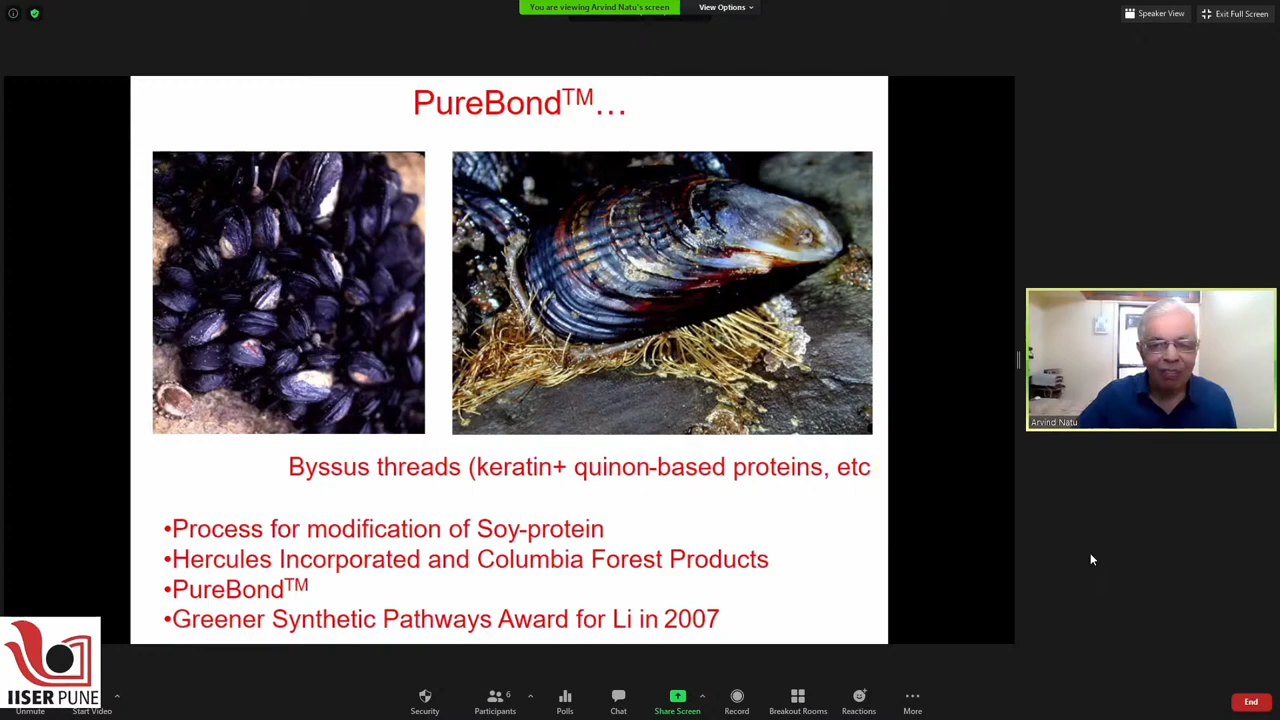 You are viewing Arvind Natu's screen
View Options
Speaker View
Exit Full Screen
PureBond™…
Byssus threads (keratin+ quinon-based proteins, etc
•Process for modification of Soy-protein
•Hercules Incorporated and Columbia Forest Products
•PureBond™
•Greener Synthetic Pathways Award for Li in 2007
Arvind Natu
IISER PUNE
Unmute
Start Video
Security
Participants
6
Polls
Chat
Share Screen
Record
Breakout Rooms
Reactions
More
End